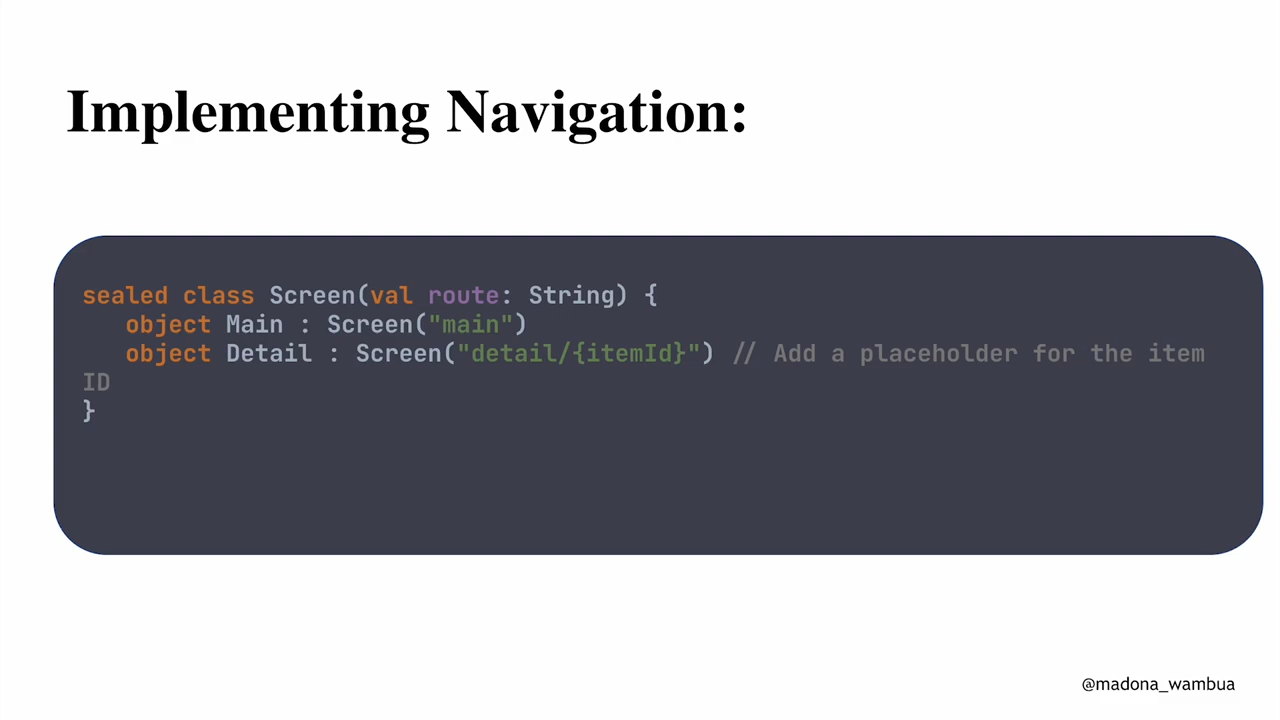 Implementing Navigation:
sealed class Screen(val route: String) {
   object Main : Screen("main")
   object Detail : Screen("detail/{itemId}") // Add a placeholder for the item
ID
}
@madona_wambua